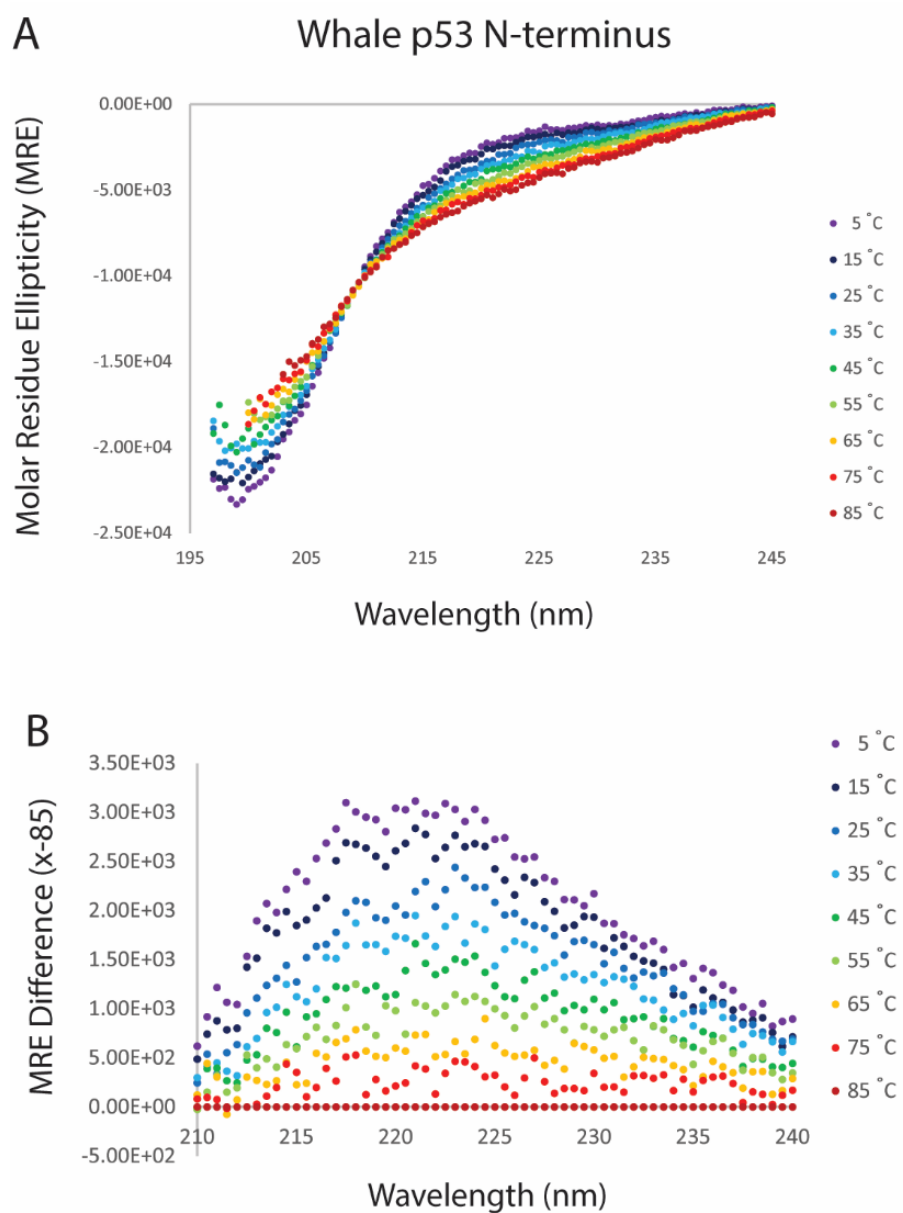 A
Whale p53 N-terminus
Molar Residue Ellipticity (MRE)
0.00E+00
-5.00E+03
-1.00E+04
-1.50E+04
-2.00E+04
-2.50E+04
195
205
215
225
235
245
Wavelength (nm)
5 °C
15 °C
25 °C
35 °C
45 °C
55 °C
65 °C
75 °C
85 °C
B
MRE Difference (x-85)
3.50E+03
3.00E+03
2.50E+03
2.00E+03
1.50E+03
1.00E+03
5.00E+02
0.00E+00
-5.00E+02
210
215
220
225
230
235
240
Wavelength (nm)
5 °C
15 °C
25 °C
35 °C
45 °C
55 °C
65 °C
75 °C
85 °C